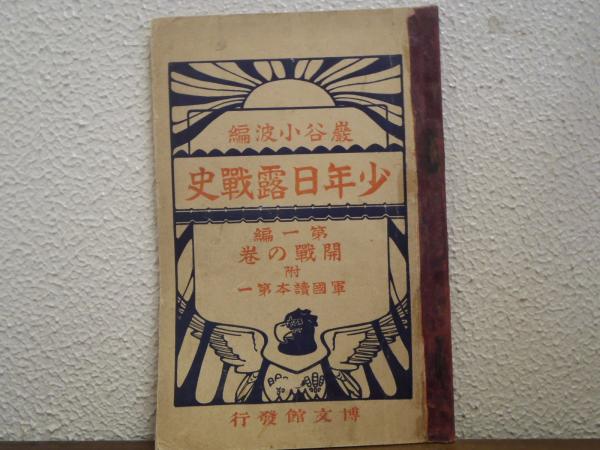 巖谷小波編
少年日露戰史
第一編
開戰の巻
附
軍國讀本第一
博文館發行